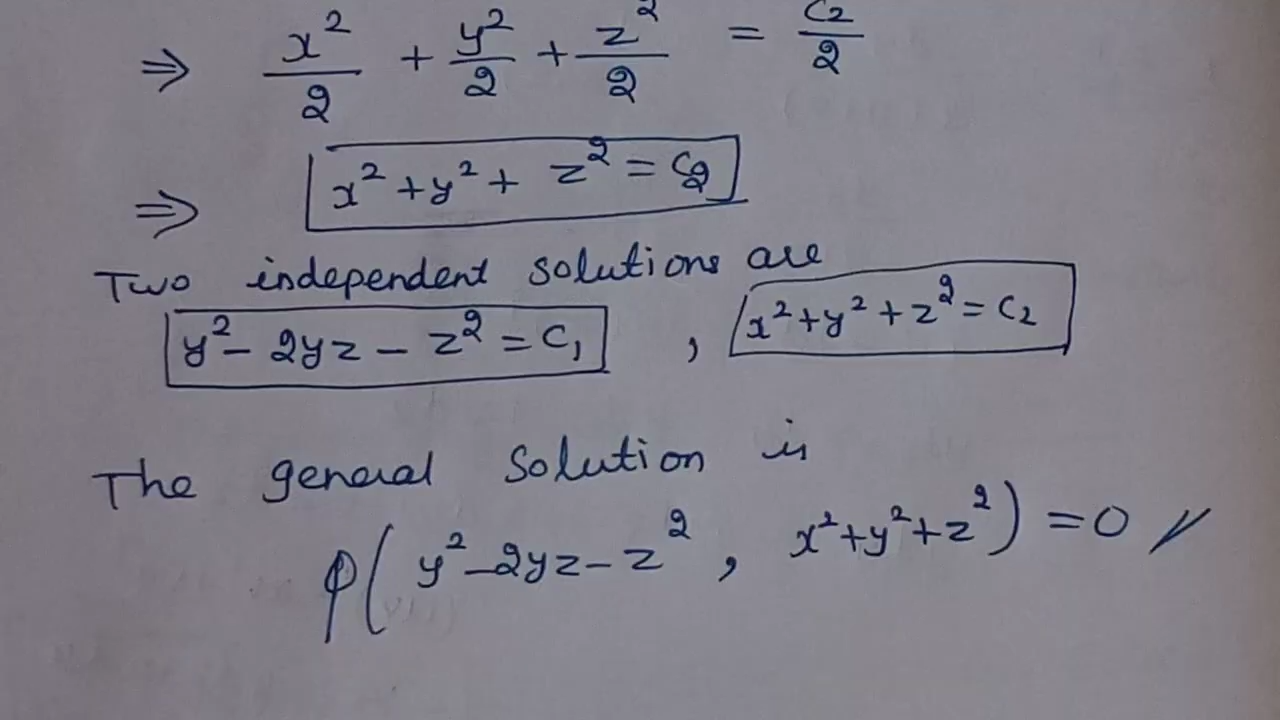 ⇒ x²/2 + y²/2 + z²/2 = C₂/2
⇒ x² + y² + z² = C₂
Two independent solutions are
y² - 2yz - z² = C₁ , x² + y² + z² = C₂
The general solution is
φ( y² - 2yz - z² , x² + y² + z² ) = 0 //